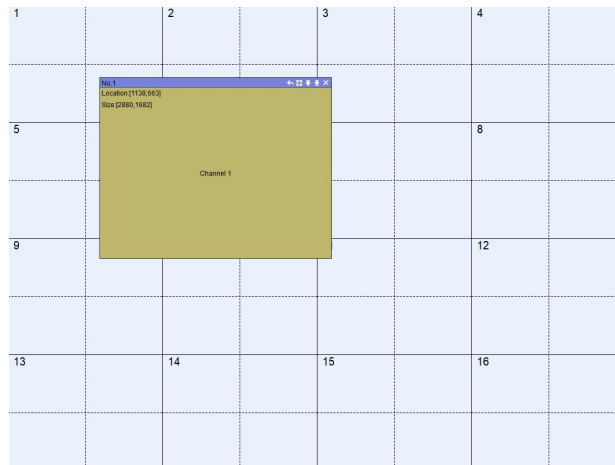 1 2 3 4
No.1
Location:[1138,663]
Size:[2880,1682]
5 8
Channel 1
9 12
13 14 15 16